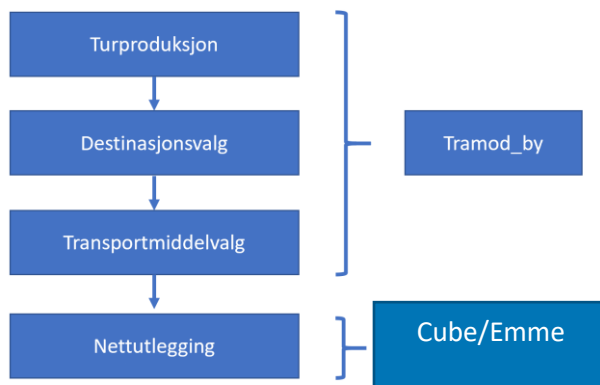 Turproduksjon
Destinasjonsvalg
Tramod_by
Transportmiddelvalg
Nettutlegging
Cube/Emme